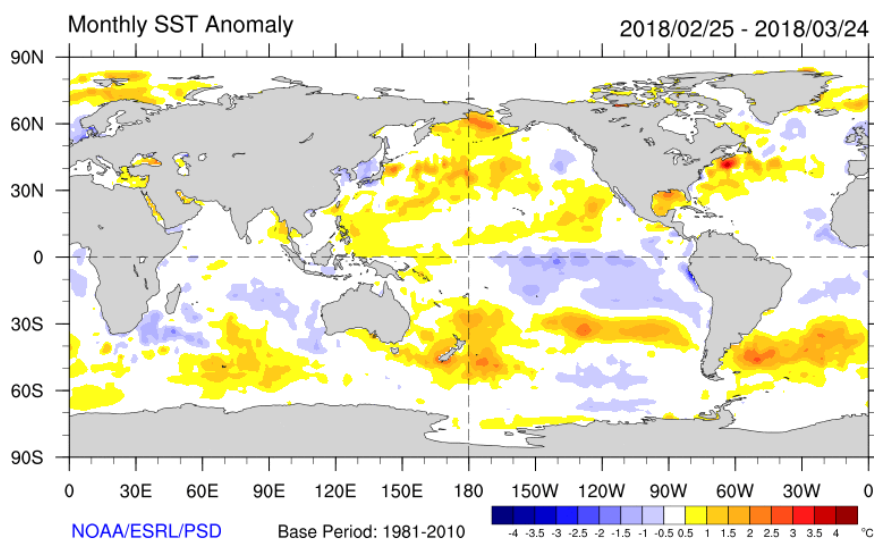 Monthly SST Anomaly 2018/02/25 - 2018/03/24
90N
60N
30N
0
30S
60S
90S
0 30E 60E 90E 120E 150E 180 150W 120W 90W 60W 30W 0
NOAA/ESRL/PSD Base Period: 1981-2010
-4 -3.5 -3 -2.5 -2 -1.5 -1 -0.5 0.5 1 1.5 2 2.5 3 3.5 4 °C